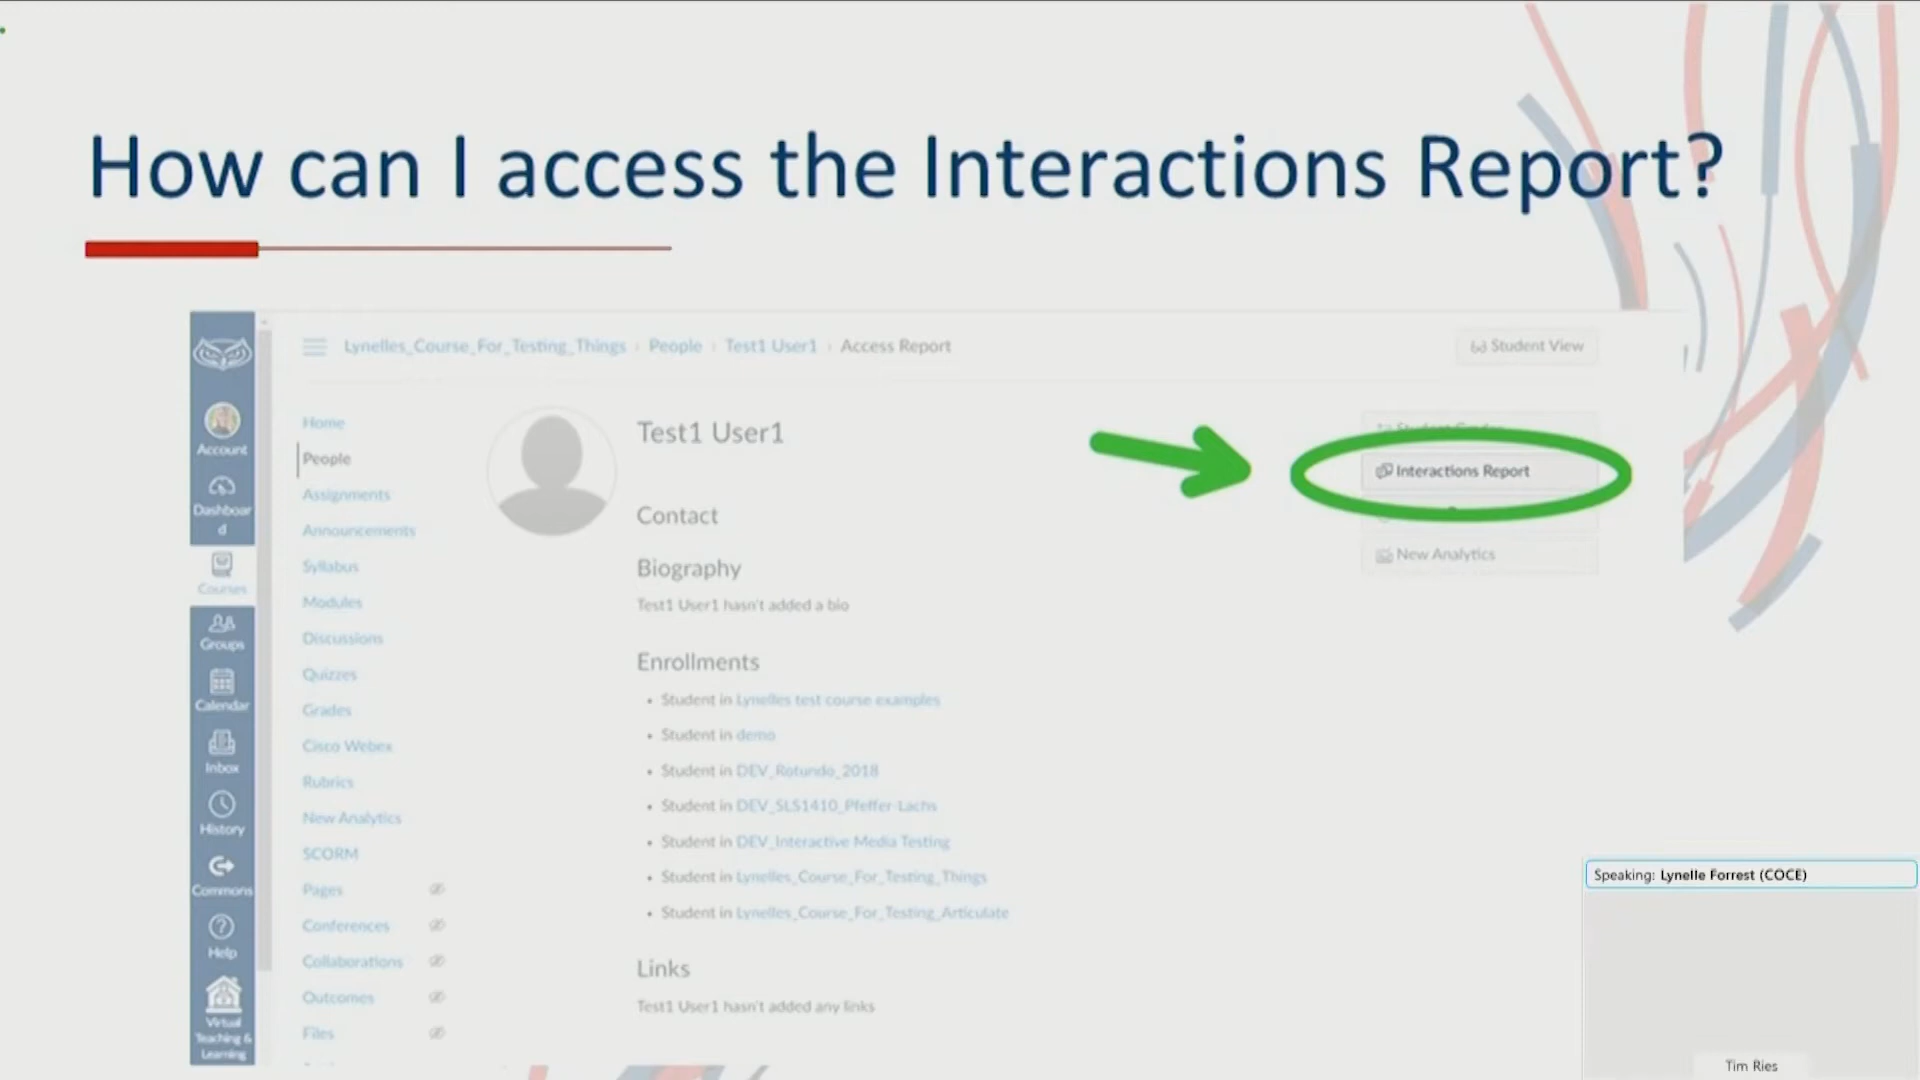 How can I access the Interactions Report?
Lynelles_Course_For_Testing_Things › People › Test1 User1 › Access Report
Student View
Account
Dashboar
d
Courses
Groups
Calendar
Inbox
History
Commons
Help
Virtual
Teaching &
Learning
Home
People
Assignments
Announcements
Syllabus
Modules
Discussions
Quizzes
Grades
Cisco Webex
Rubrics
New Analytics
SCORM
Pages
Conferences
Collaborations
Outcomes
Files
Test1 User1
Contact
Biography
Test1 User1 hasn't added a bio
Enrollments
• Student in Lynelles test course examples
• Student in demo
• Student in DEV_Rotundo_2018
• Student in DEV_SLS1410_Pfeffer-Lachs
• Student in DEV_Interactive Media Testing
• Student in Lynelles_Course_For_Testing_Things
• Student in Lynelles_Course_For_Testing_Articulate
Links
Test1 User1 hasn't added any links
Interactions Report
New Analytics
Speaking: Lynelle Forrest (COCE)
Tim Ries